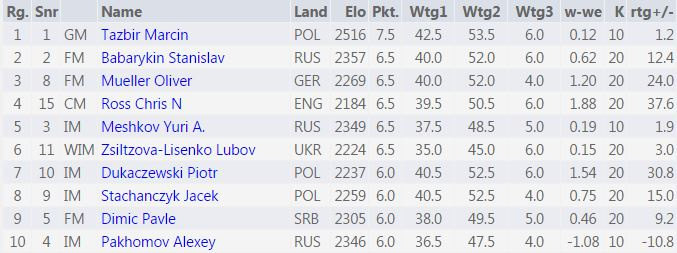 Rg. Snr Name Land Elo Pkt. Wtg1 Wtg2 Wtg3 w-we K rtg+/-
1 1 GM Tazbir Marcin POL 2516 7.5 42.5 53.5 6.0 0.12 10 1.2
2 2 FM Babarykin Stanislav RUS 2357 6.5 40.0 52.0 6.0 0.62 20 12.4
3 8 FM Mueller Oliver GER 2269 6.5 40.0 52.0 4.0 1.20 20 24.0
4 15 CM Ross Chris N ENG 2184 6.5 39.5 50.5 6.0 1.88 20 37.6
5 3 IM Meshkov Yuri A. RUS 2349 6.5 37.5 48.5 5.0 0.19 10 1.9
6 11 WIM Zsiltzova-Lisenko Lubov UKR 2224 6.5 35.0 45.0 6.0 0.15 20 3.0
7 10 IM Dukaczewski Piotr POL 2237 6.0 40.5 52.5 6.0 1.54 20 30.8
8 9 IM Stachanczyk Jacek POL 2259 6.0 40.5 52.5 4.0 0.75 20 15.0
9 5 FM Dimic Pavle SRB 2305 6.0 38.0 49.5 5.0 0.46 20 9.2
10 4 IM Pakhomov Alexey RUS 2346 6.0 36.5 47.5 4.0 -1.08 10 -10.8